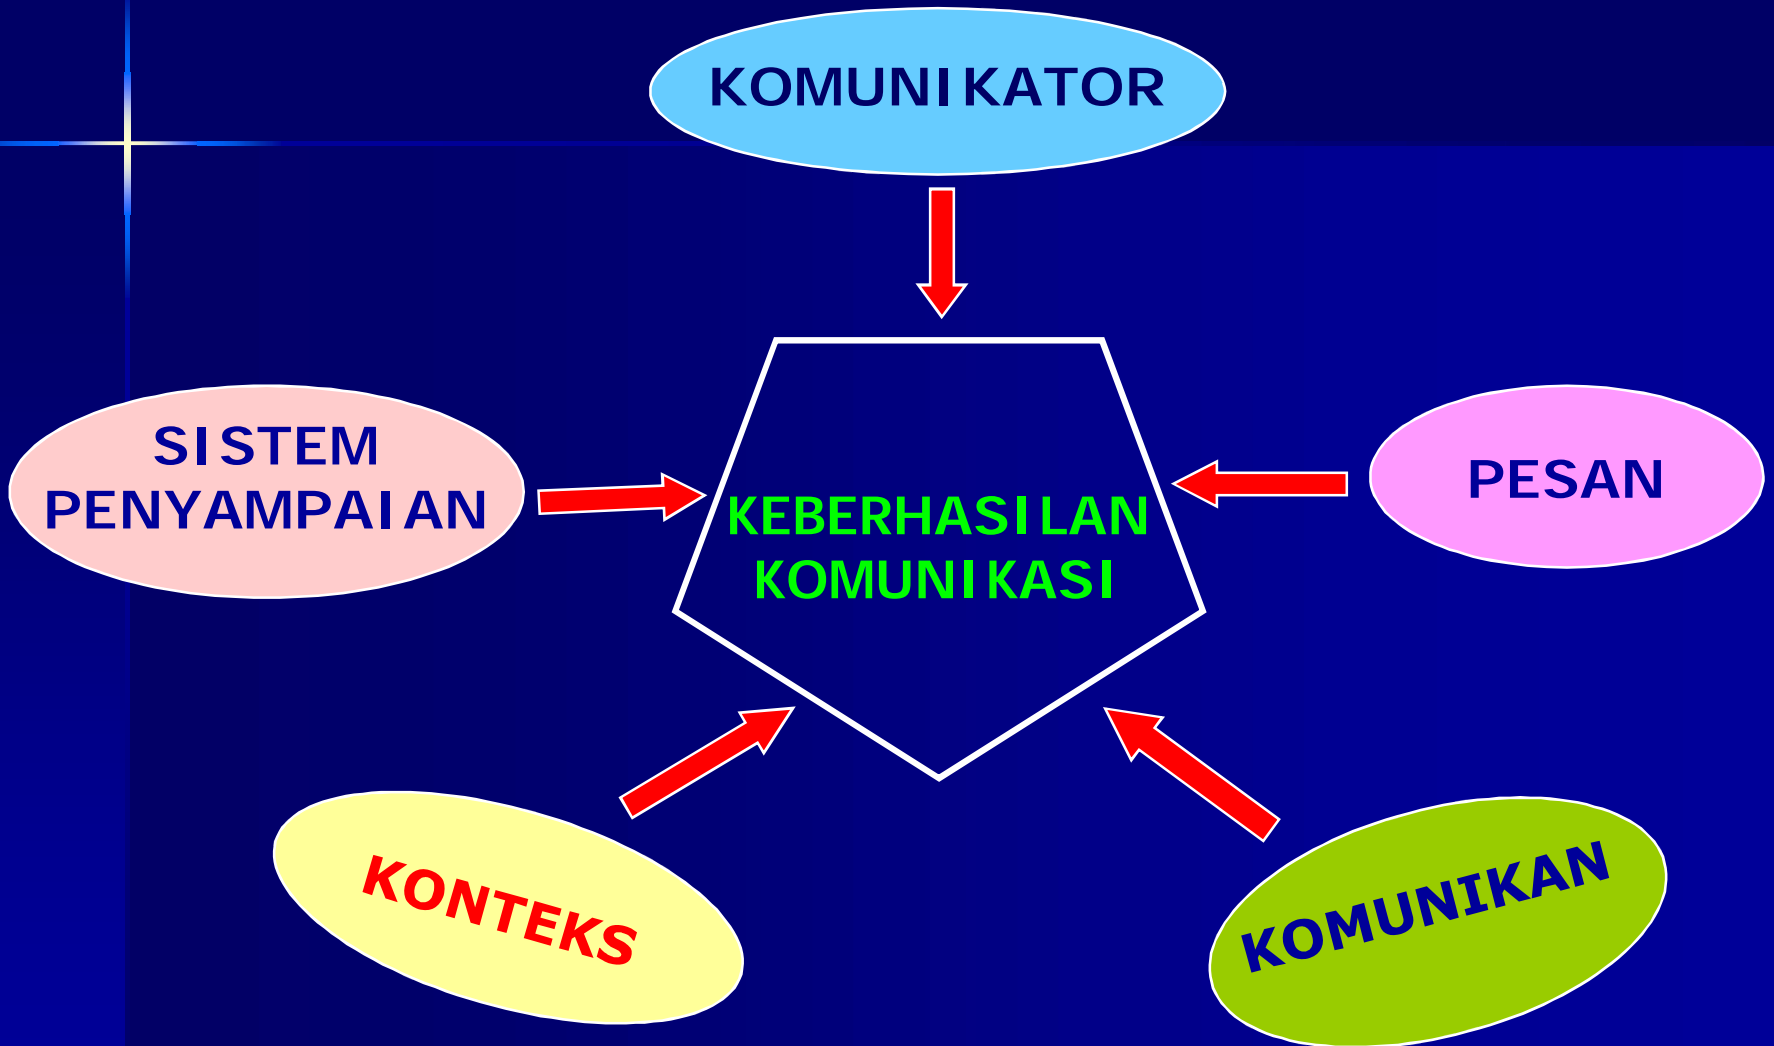 KOMUNIKATOR
SISTEM
PENYAMPAIAN
KEBERHASILAN
KOMUNIKASI
PESAN
KONTEKS
KOMUNIKAN